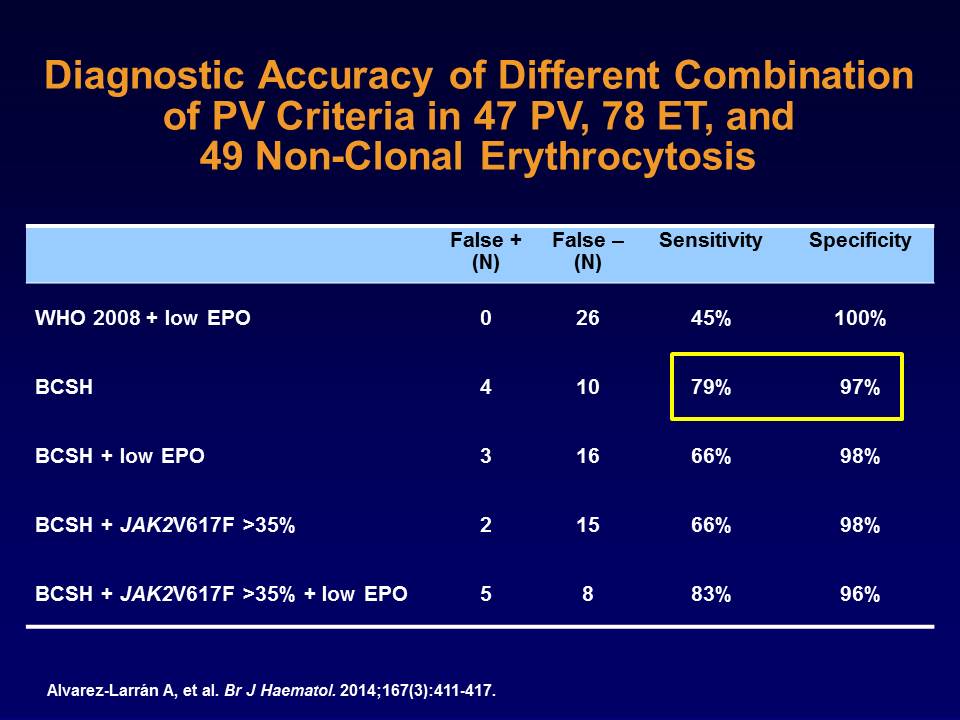 Diagnostic Accuracy of Different Combination
of PV Criteria in 47 PV, 78 ET, and
49 Non-Clonal Erythrocytosis
False + (N) False – (N) Sensitivity Specificity
WHO 2008 + low EPO 0 26 45% 100%
BCSH 4 10 79% 97%
BCSH + low EPO 3 16 66% 98%
BCSH + JAK2V617F >35% 2 15 66% 98%
BCSH + JAK2V617F >35% + low EPO 5 8 83% 96%
Alvarez-Larrán A, et al. Br J Haematol. 2014;167(3):411-417.